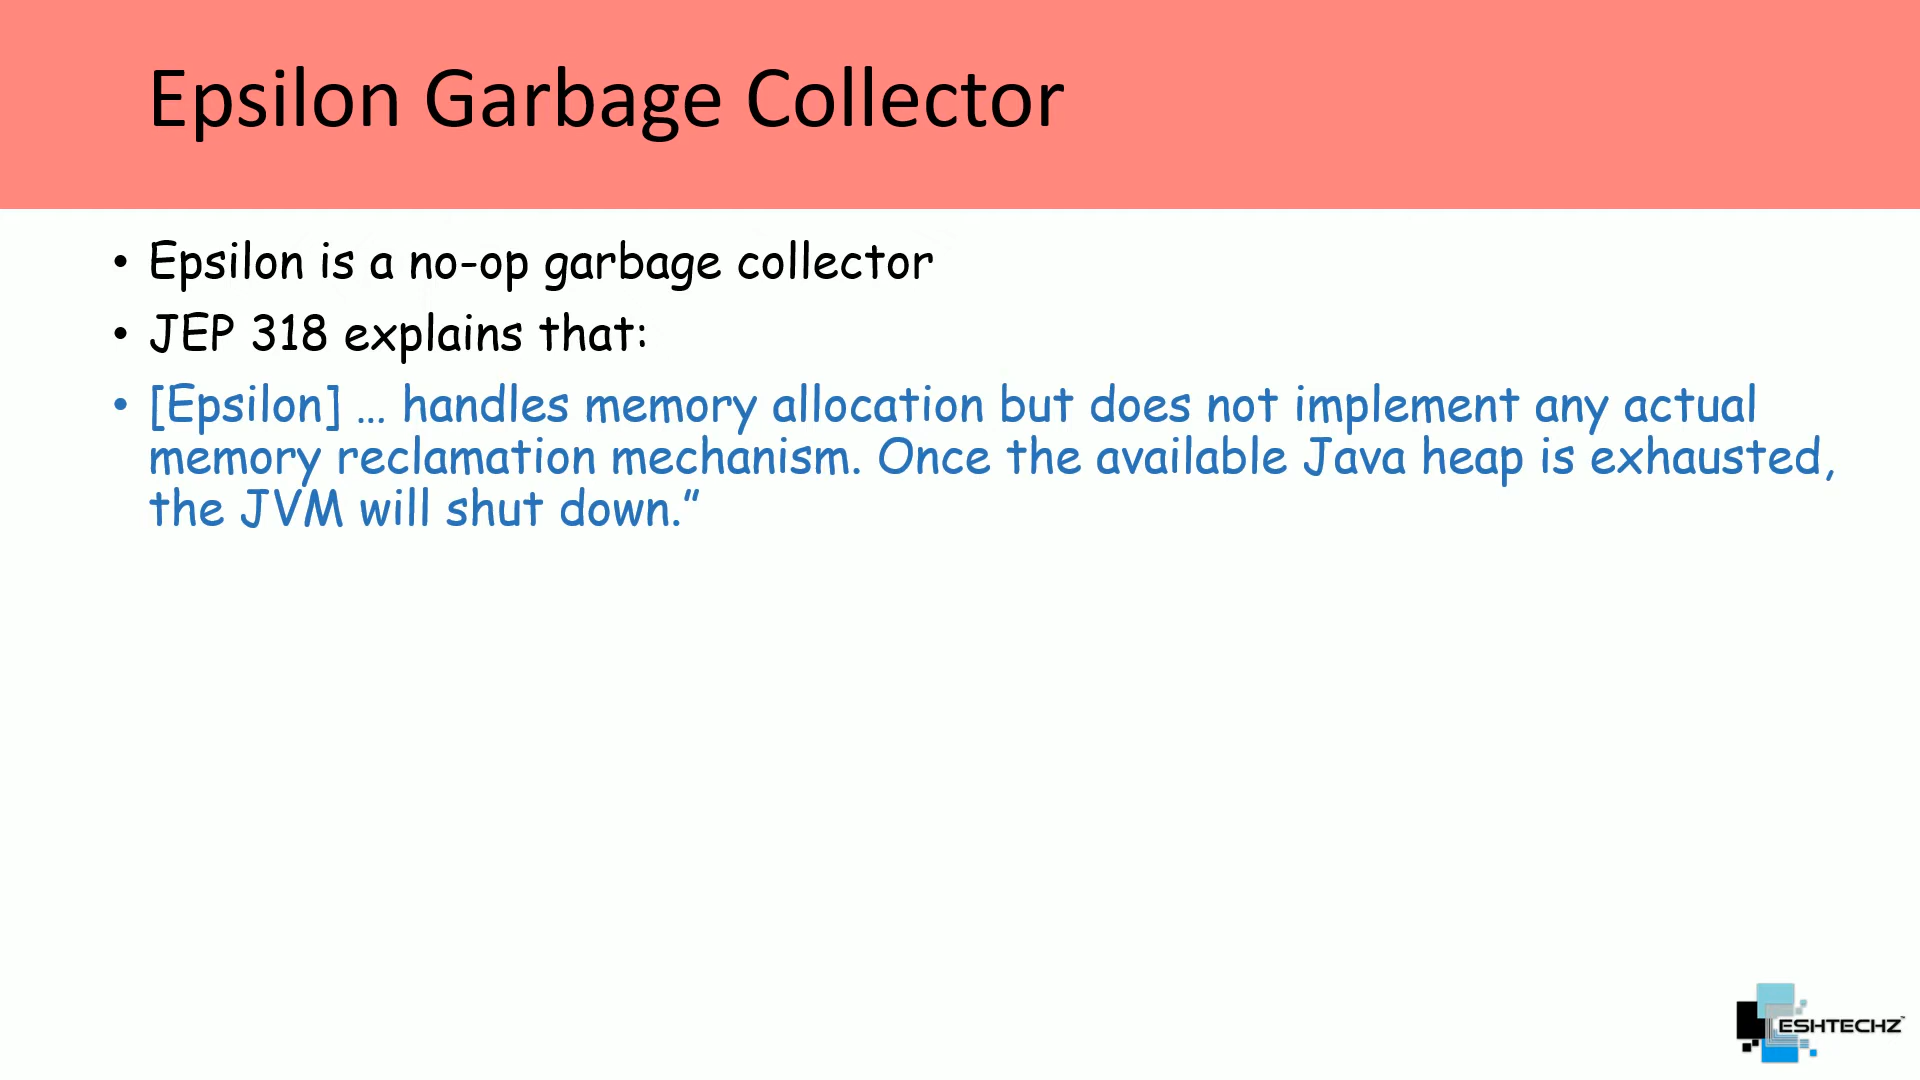 Epsilon Garbage Collector
• Epsilon is a no-op garbage collector
• JEP 318 explains that:
• [Epsilon] ... handles memory allocation but does not implement any actual
memory reclamation mechanism. Once the available Java heap is exhausted,
the JVM will shut down.”
ESHTECHZ™